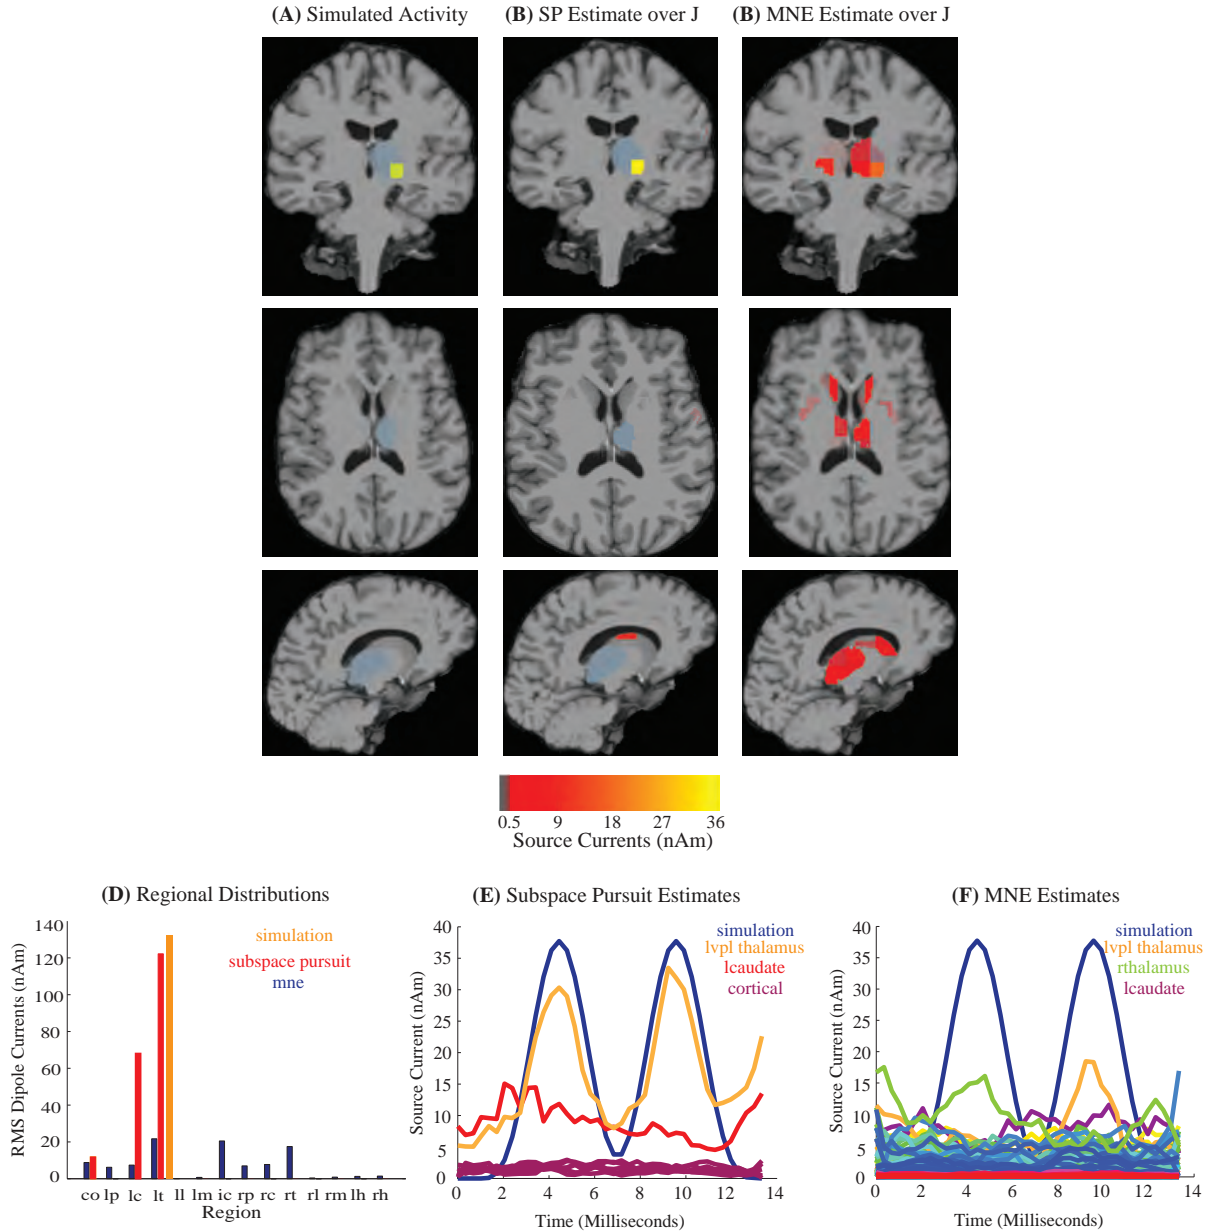 (A) Simulated Activity
(B) SP Estimate over J
(B) MNE Estimate over J
0.5 9 18 27 36
Source Currents (nAm)
(D) Regional Distributions
RMS Dipole Currents (nAm)
140
120
100
80
60
40
20
0
simulation
subspace pursuit
mne
co lp lc lt ll lm ic rp rc rt rl rm lh rh
Region
(E) Subspace Pursuit Estimates
Source Current (nAm)
40
35
30
25
20
15
10
5
0
simulation
lvpl thalamus
lcaudate
cortical
0 2 4 6 8 10 12 14
Time (Milliseconds)
(F) MNE Estimates
Source Current (nAm)
40
35
30
25
20
15
10
5
0
simulation
lvpl thalamus
rthalamus
lcaudate
0 2 4 6 8 10 12 14
Time (Milliseconds)